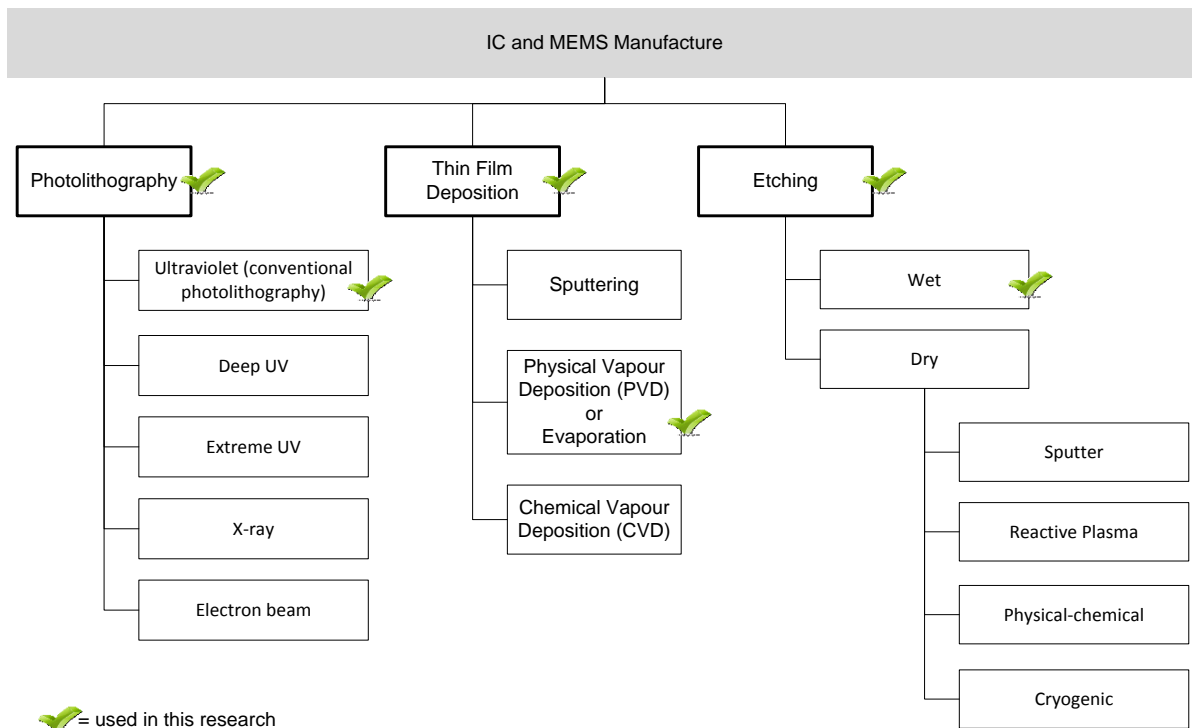 IC and MEMS Manufacture
Photolithography
Thin Film
Deposition
Etching
Ultraviolet (conventional
photolithography)
Deep UV
Extreme UV
X-ray
Electron beam
Sputtering
Physical Vapour
Deposition (PVD)
or
Evaporation
Chemical Vapour
Deposition (CVD)
Wet
Dry
Sputter
Reactive Plasma
Physical-chemical
Cryogenic
= used in this research